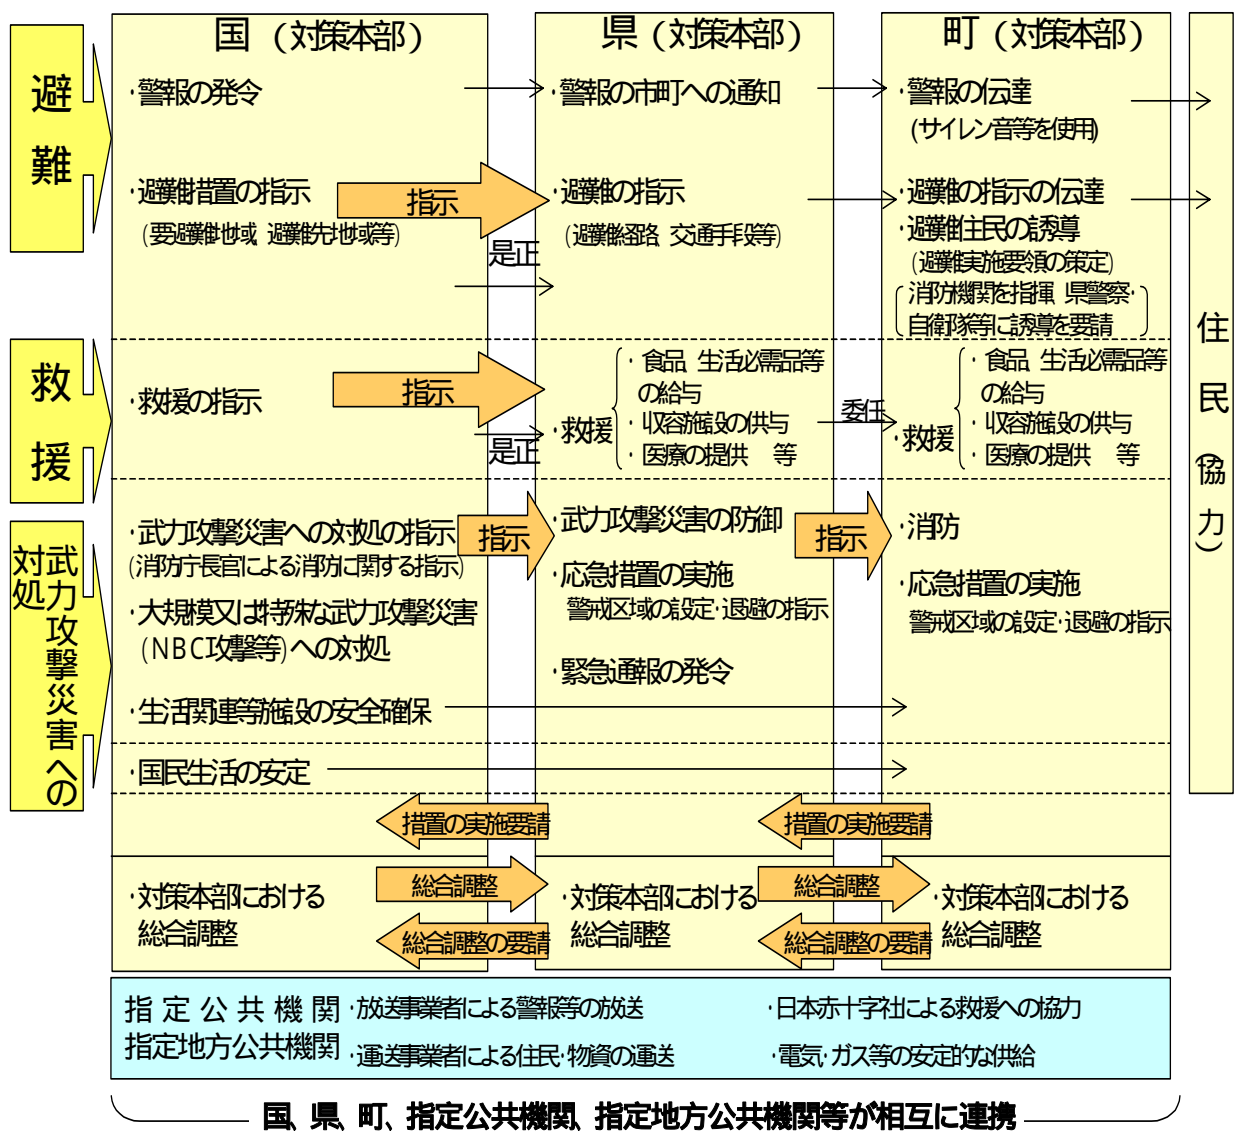 国（対策本部）
県（対策本部）
町（対策本部）
避難
・警報の発令
・警報の市町への通知
・警報の伝達
（サイレン音等を使用）
・避難措置の指示
（要避難地域、避難先地域等）
指示
是正
・避難の指示
（避難経路、交通手段等）
・避難の指示の伝達
・避難住民の誘導
（避難実施要領の策定）
消防機関を指揮、県警察・
自衛隊等に誘導を要請
救援
・救援の指示
指示
是正
・救援
・食品、生活必需品等
の給与
・収容施設の供与
・医療の提供　等
委任
・救援
・食品、生活必需品等
の給与
・収容施設の供与
・医療の提供　等
武力攻撃災害への
対処
・武力攻撃災害への対処の指示
（消防庁長官による消防に関する指示）
・大規模又は特殊な武力攻撃災害
（NBC攻撃等）への対処
・生活関連等施設の安全確保
指示
・武力攻撃災害の防御
・応急措置の実施
警戒区域の設定・退避の指示
・緊急通報の発令
指示
・消防
・応急措置の実施
警戒区域の設定・退避の指示
・国民生活の安定
措置の実施要請
措置の実施要請
・対策本部における
総合調整
総合調整
総合調整の要請
・対策本部における
総合調整
総合調整
総合調整の要請
・対策本部における
総合調整
住民（協力）
指定公共機関
指定地方公共機関
・放送事業者による警報等の放送
・日本赤十字社による救援への協力
・運送事業者による住民・物資の運送
・電気・ガス等の安定的な供給
国、県、町、指定公共機関、指定地方公共機関等が相互に連携